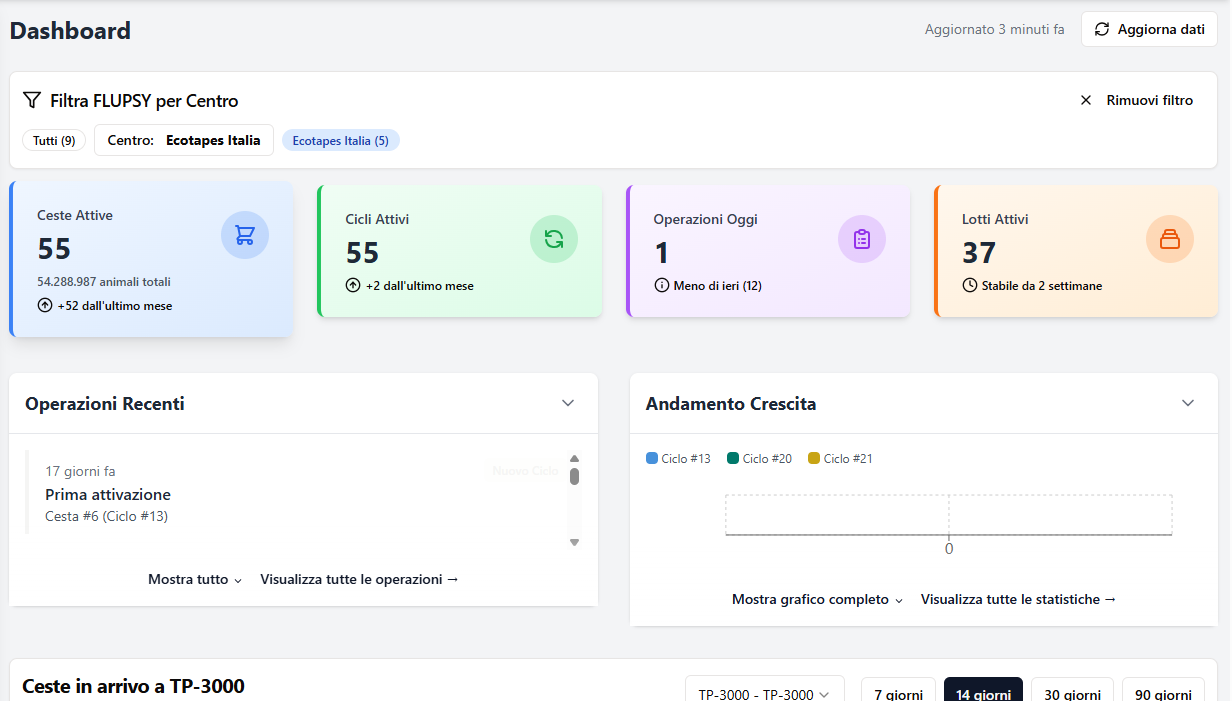 Dashboard
Aggiornato 3 minuti fa
Aggiorna dati
Filtra FLUPSY per Centro
Rimuovi filtro
Tutti (9)
Centro: Ecotapes Italia
Ecotapes Italia (5)
Ceste Attive
55
54.288.987 animali totali
+52 dall'ultimo mese
Cicli Attivi
55
+2 dall'ultimo mese
Operazioni Oggi
1
Meno di ieri (12)
Lotti Attivi
37
Stabile da 2 settimane
Operazioni Recenti
17 giorni fa
Nuovo Ciclo
Prima attivazione
Cesta #6 (Ciclo #13)
Mostra tutto
Visualizza tutte le operazioni →
Andamento Crescita
Ciclo #13
Ciclo #20
Ciclo #21
0
Mostra grafico completo
Visualizza tutte le statistiche →
Ceste in arrivo a TP-3000
TP-3000 - TP-3000
7 giorni
14 giorni
30 giorni
90 giorni